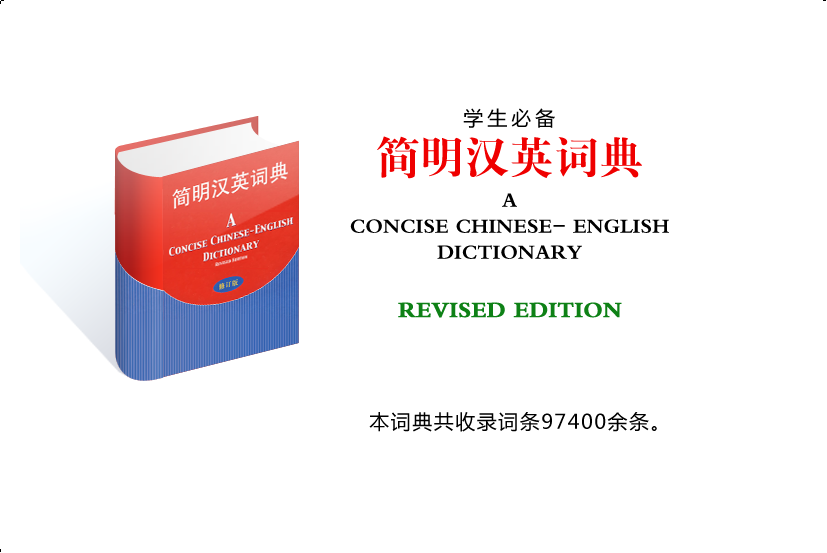 简明汉英词典
A
CONCISE CHINESE-ENGLISH
DICTIONARY
REVISED EDITION
修订版
学生必备
简明汉英词典
A
CONCISE CHINESE- ENGLISH
DICTIONARY
REVISED EDITION
本词典共收录词条97400余条。